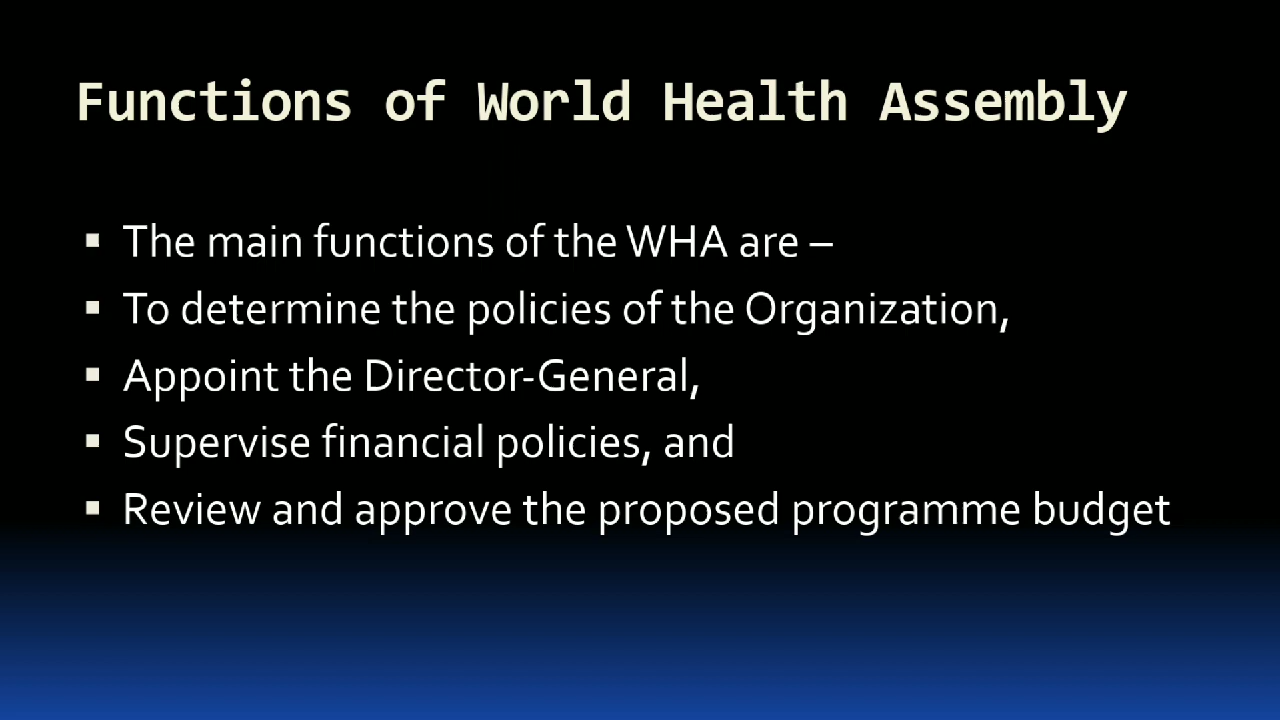 Functions of World Health Assembly
▪ The main functions of the WHA are –
▪ To determine the policies of the Organization,
▪ Appoint the Director-General,
▪ Supervise financial policies, and
▪ Review and approve the proposed programme budget